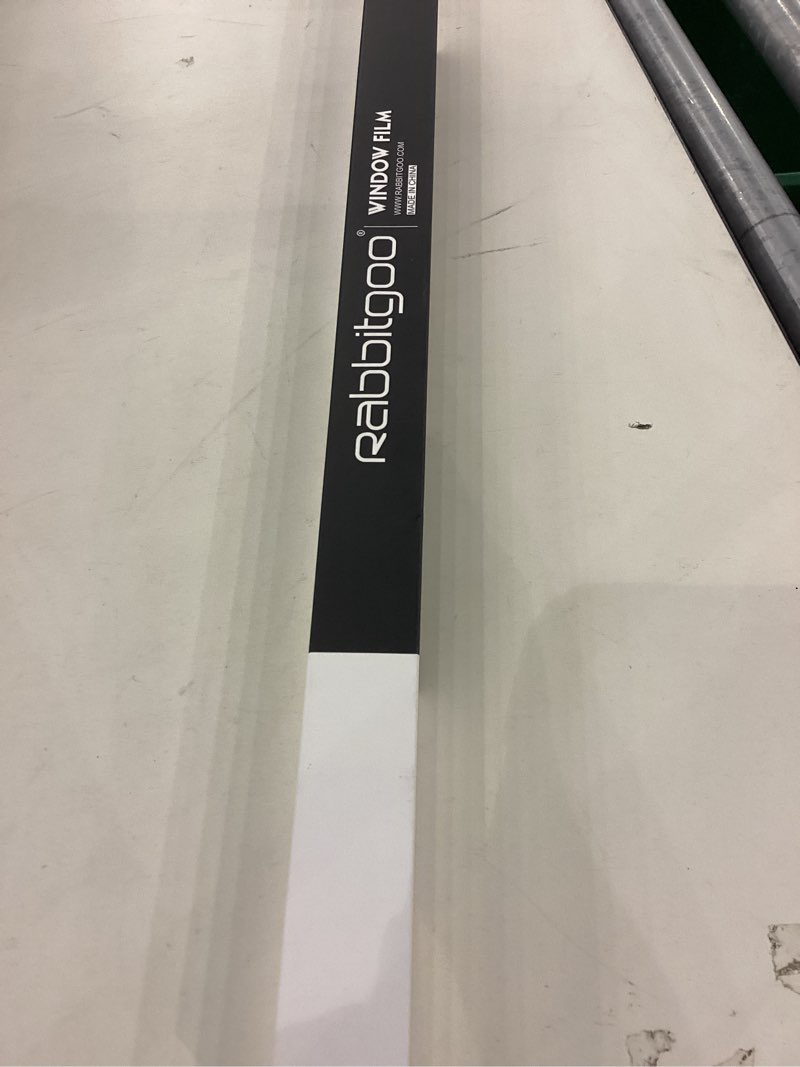 Rabbitgoo®
WINDOW FILM
WWW.RABBITGOO.COM
MADE IN CHINA